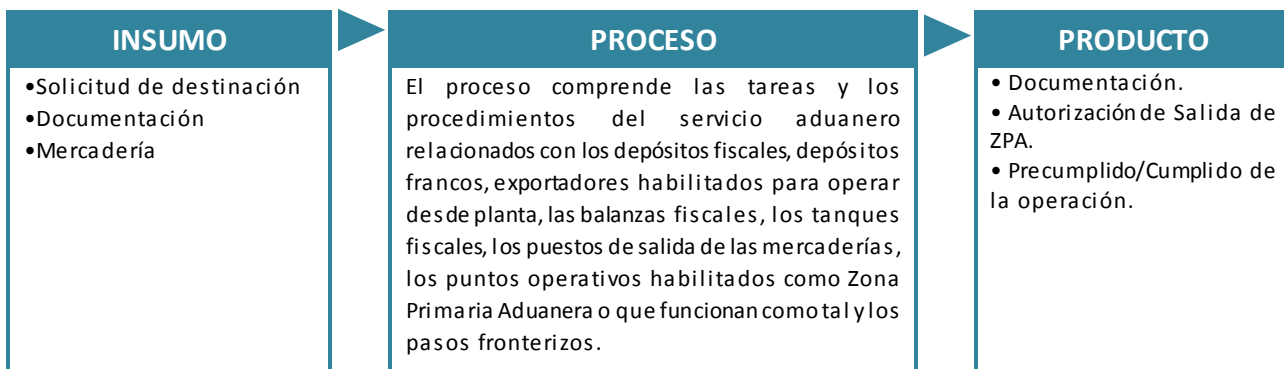 INSUMO
•Solicitud de destinación
•Documentación
•Mercadería
PROCESO
El proceso comprende las tareas y los
procedimientos del servicio aduanero
relacionados con los depósitos fiscales, depósitos
francos, exportadores habilitados para operar
desde planta, las balanzas fiscales, los tanques
fiscales, los puestos de salida de las mercaderías,
los puntos operativos habilitados como Zona
Primaria Aduanera o que funcionan como tal y los
pasos fronterizos.
PRODUCTO
• Documentación.
• Autorización de Salida de
ZPA.
• Precumplido/Cumplido de
la operación.